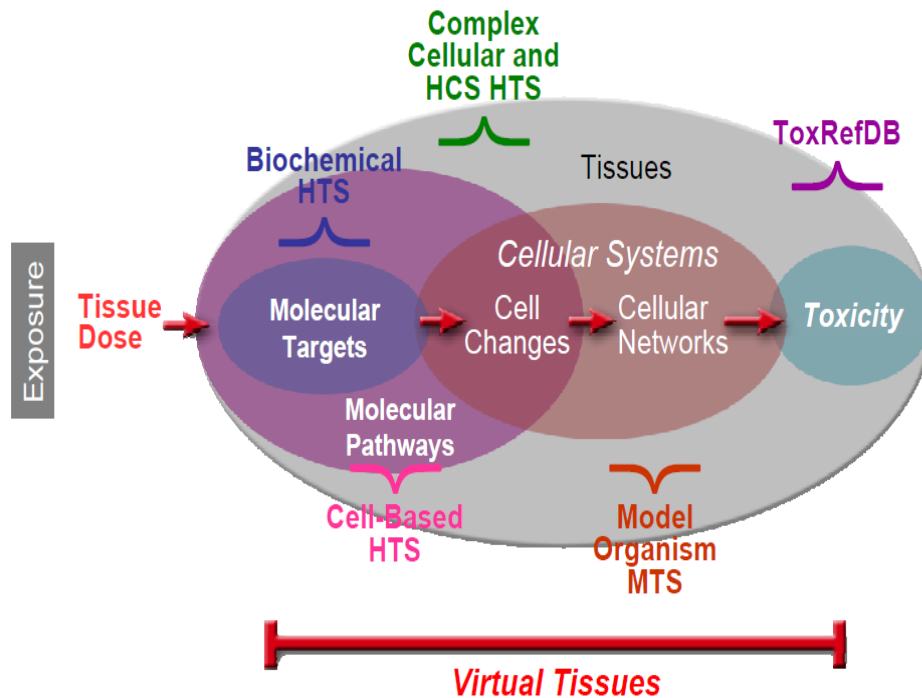 Complex
Cellular and
HCS HTS
ToxRefDB
Biochemical
HTS
Tissues
Cellular Systems
Exposure
Tissue
Dose
Molecular
Targets
Cell
Changes
Cellular
Networks
Toxicity
Molecular
Pathways
Cell-Based
HTS
Model
Organism
MTS
Virtual Tissues